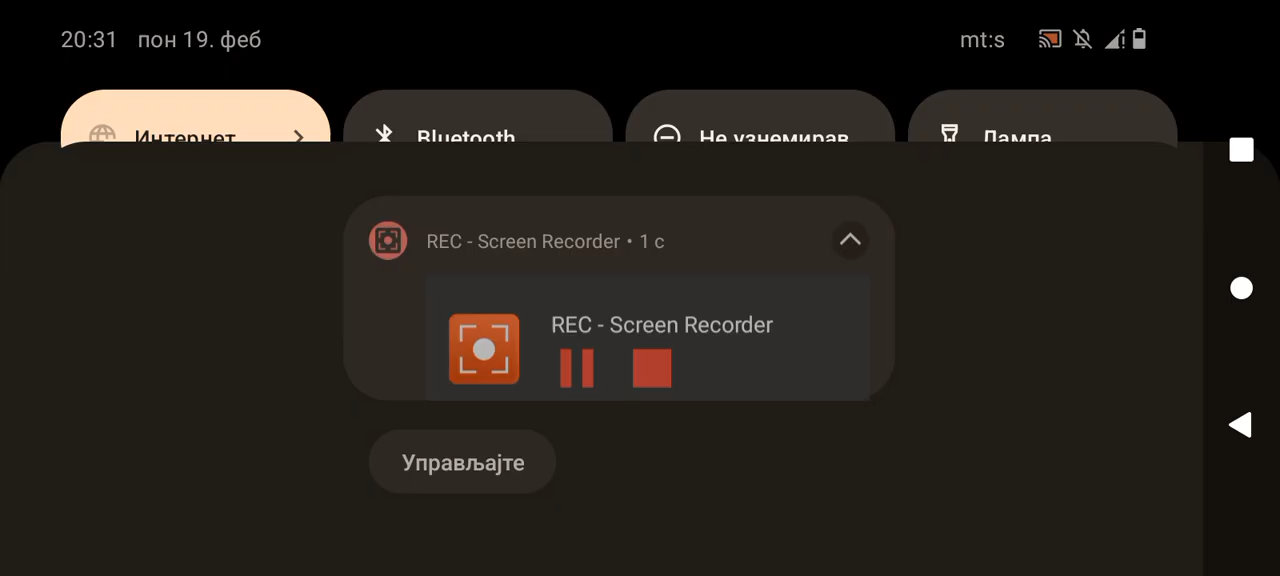 20:31 пон 19. феб mt:s
Интернет Bluetooth Не узнемирав Лампа
REC - Screen Recorder • 1 с
REC - Screen Recorder
Управљајте